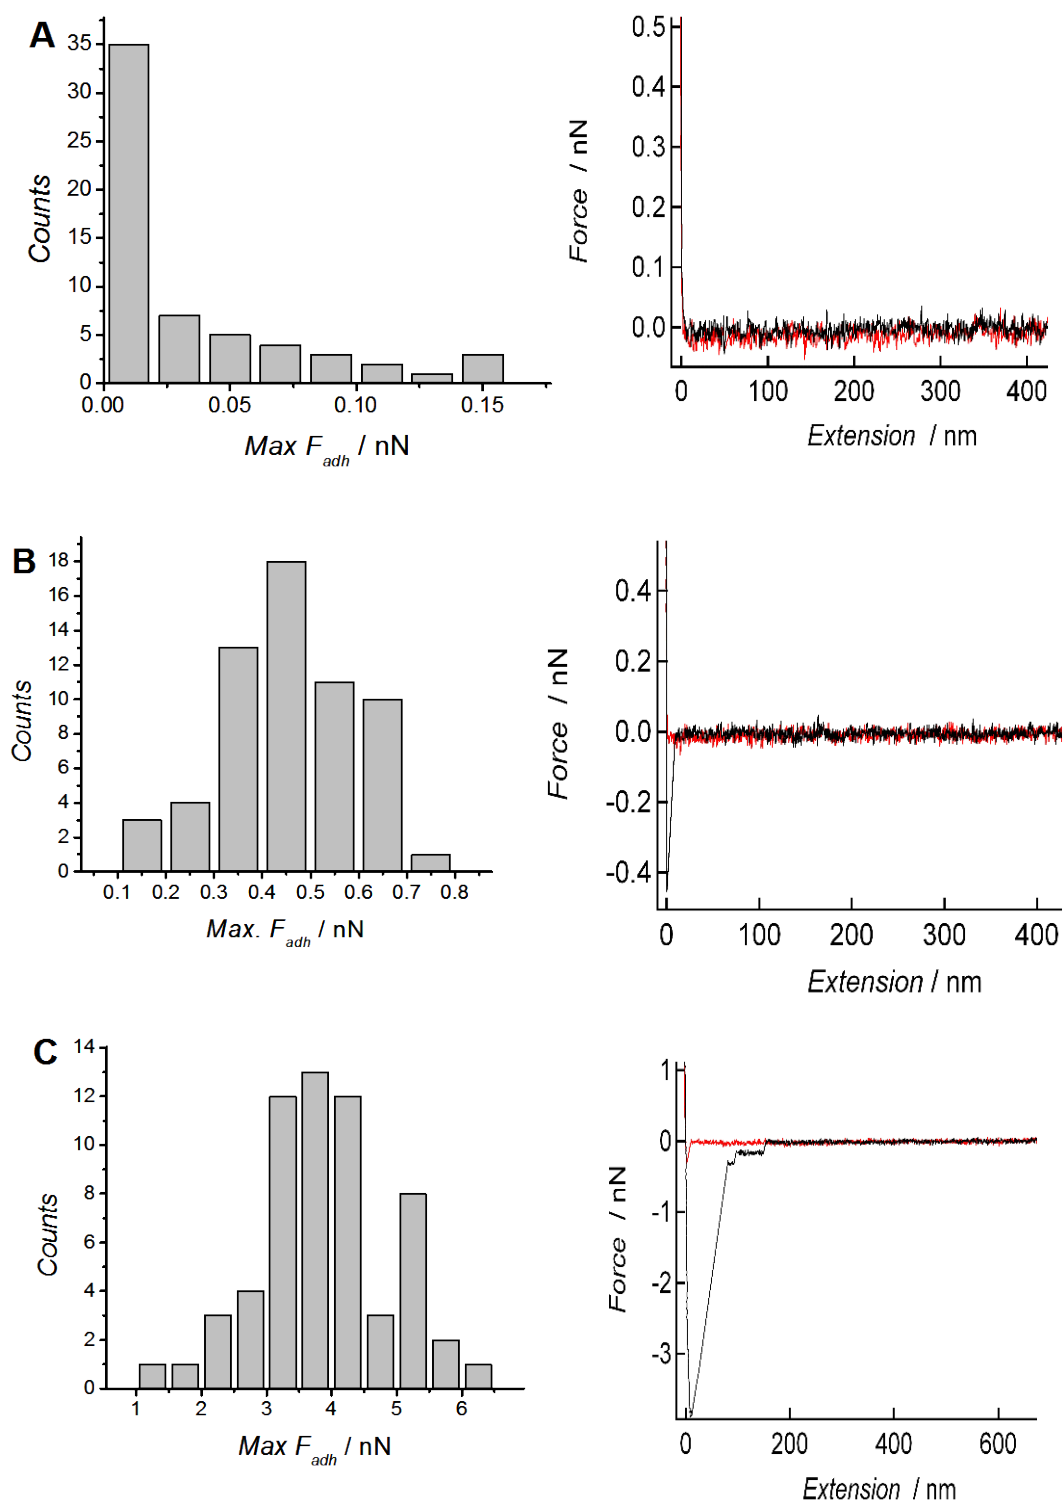 A
35
30
25
20
15
10
5
0
Counts
0.00 0.05 0.10 0.15
Max F_adh / nN
0.5
0.4
0.3
0.2
0.1
0.0
Force / nN
0 100 200 300 400
Extension / nm
B
18
16
14
12
10
8
6
4
2
0
Counts
0.1 0.2 0.3 0.4 0.5 0.6 0.7 0.8
Max. F_adh / nN
0.4
0.2
0.0
-0.2
-0.4
Force / nN
0 100 200 300 400
Extension / nm
C
14
12
10
8
6
4
2
0
Counts
1 2 3 4 5 6
Max F_adh / nN
1
0
-1
-2
-3
Force / nN
0 200 400 600
Extension / nm